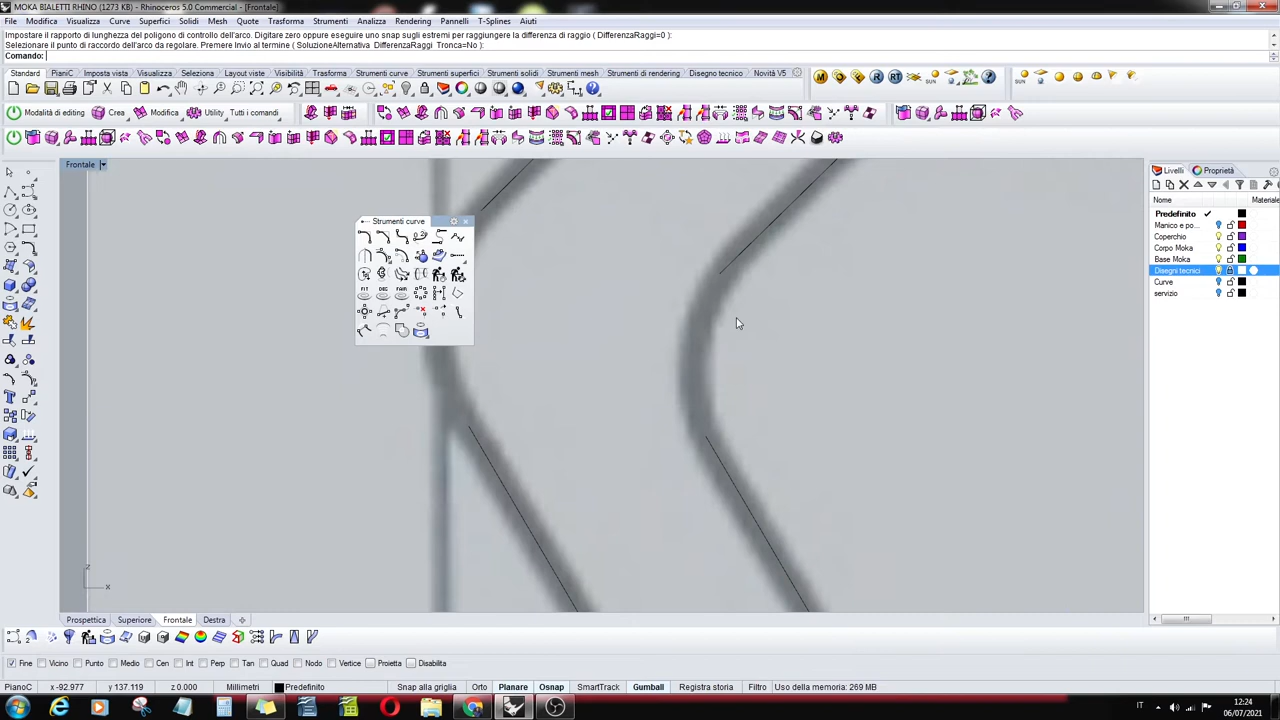 MOKA BIALETTI RHINO (1273 KB) - Rhinoceros 5.0 Commercial - [Frontale]
File Modifica Visualizza Curve Superfici Solidi Mesh Quote Trasforma Strumenti Analizza Rendering Pannelli T-Splines Aiuti
Impostare il rapporto di lunghezza del poligono di controllo dell'arco. Digitare zero oppure eseguire uno snap sugli estremi per raggiungere la differenza di raggio ( DifferenzaRaggi=0 ):
Selezionare il punto di raccordo dell'arco da regolare. Premere Invio al termine ( SoluzioneAlternativa DifferenzaRaggi Tronca=No ):
Comando:
Standard PianiC Imposta vista Visualizza Seleziona Layout viste Visibilità Trasforma Strumenti curve Strumenti superfici Strumenti solidi Strumenti mesh Strumenti di rendering Disegno tecnico Novità V5
Modalità di editing Crea Modifica Utility Tutti i comandi
Frontale
Livelli Proprietà
Strumenti curve
Nome Materiale
Predefinito
Manico e po...
Coperchio
Corpo Moka
Base Moka
Disegni tecnici
Curve
servizio
z
x
Prospettica Superiore Frontale Destra
Fine Vicino Punto Medio Cen Int Perp Tan Quad Nodo Vertice Proietta Disabilita
PianoC x -92.977 y 137.119 z 0.000 Millimetri Predefinito Snap alla griglia Orto Planare Osnap SmartTrack Gumball Registra storia Filtro Uso della memoria: 269 MB
IT 12:24
06/07/2021